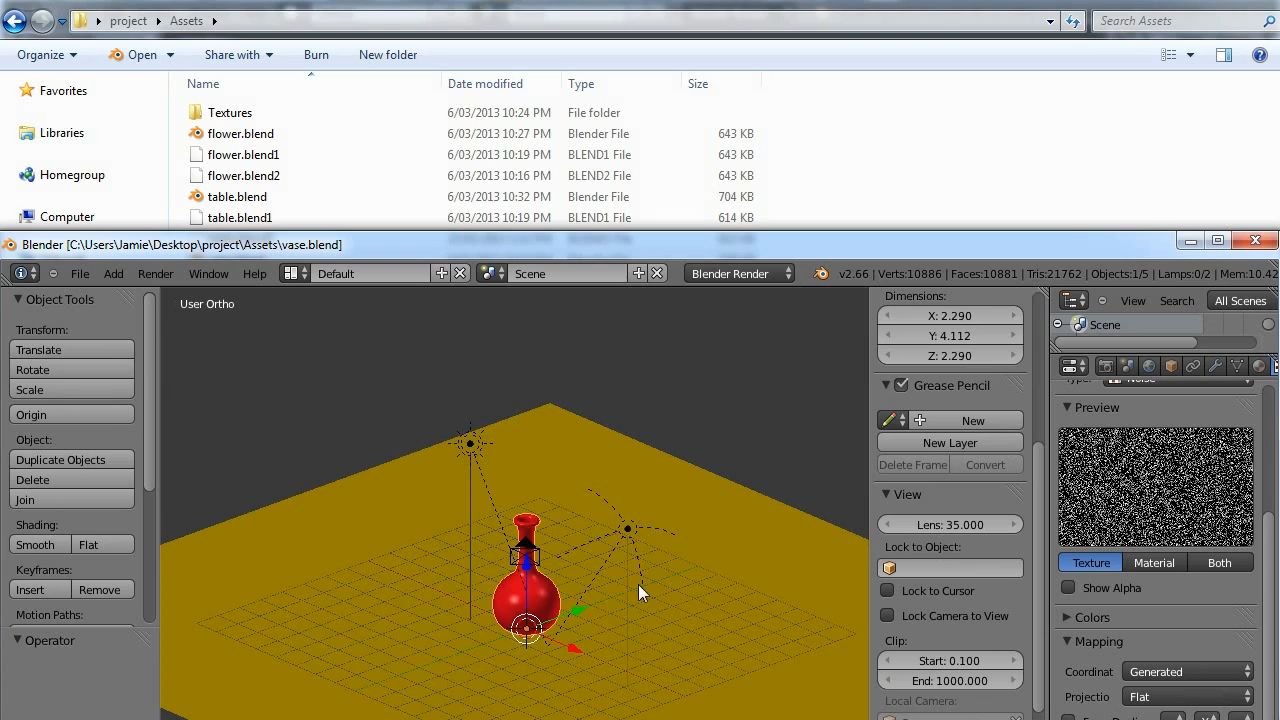 project Assets Search Assets
Organize Open Share with Burn New folder
Name Date modified Type Size
Favorites
Libraries
Homegroup
Computer
Textures 6/03/2013 10:24 PM File folder
flower.blend 6/03/2013 10:27 PM Blender File 643 KB
flower.blend1 6/03/2013 10:19 PM BLEND1 File 643 KB
flower.blend2 6/03/2013 10:16 PM BLEND2 File 643 KB
table.blend 6/03/2013 10:32 PM Blender File 704 KB
table.blend1 6/03/2013 10:19 PM BLEND1 File 614 KB
Blender [C:\Users\Jamie\Desktop\project\Assets\vase.blend]
File Add Render Window Help Default Scene Blender Render v2.66 | Verts:10886 | Faces:10881 | Tris:21762 | Objects:1/5 | Lamps:0/2 | Mem:10.42
Object Tools
Transform:
Translate
Rotate
Scale
Origin
Object:
Duplicate Objects
Delete
Join
Shading:
Smooth Flat
Keyframes:
Insert Remove
Motion Paths:
Operator
User Ortho
Dimensions:
X: 2.290
Y: 4.112
Z: 2.290
Grease Pencil
New
New Layer
Delete Frame Convert
View
Lens: 35.000
Lock to Object:
Lock to Cursor
Lock Camera to View
Clip:
Start: 0.100
End: 1000.000
Local Camera:
View Search All Scenes
Scene
Preview
Texture Material Both
Show Alpha
Colors
Mapping
Coordinat Generated
Projectio Flat